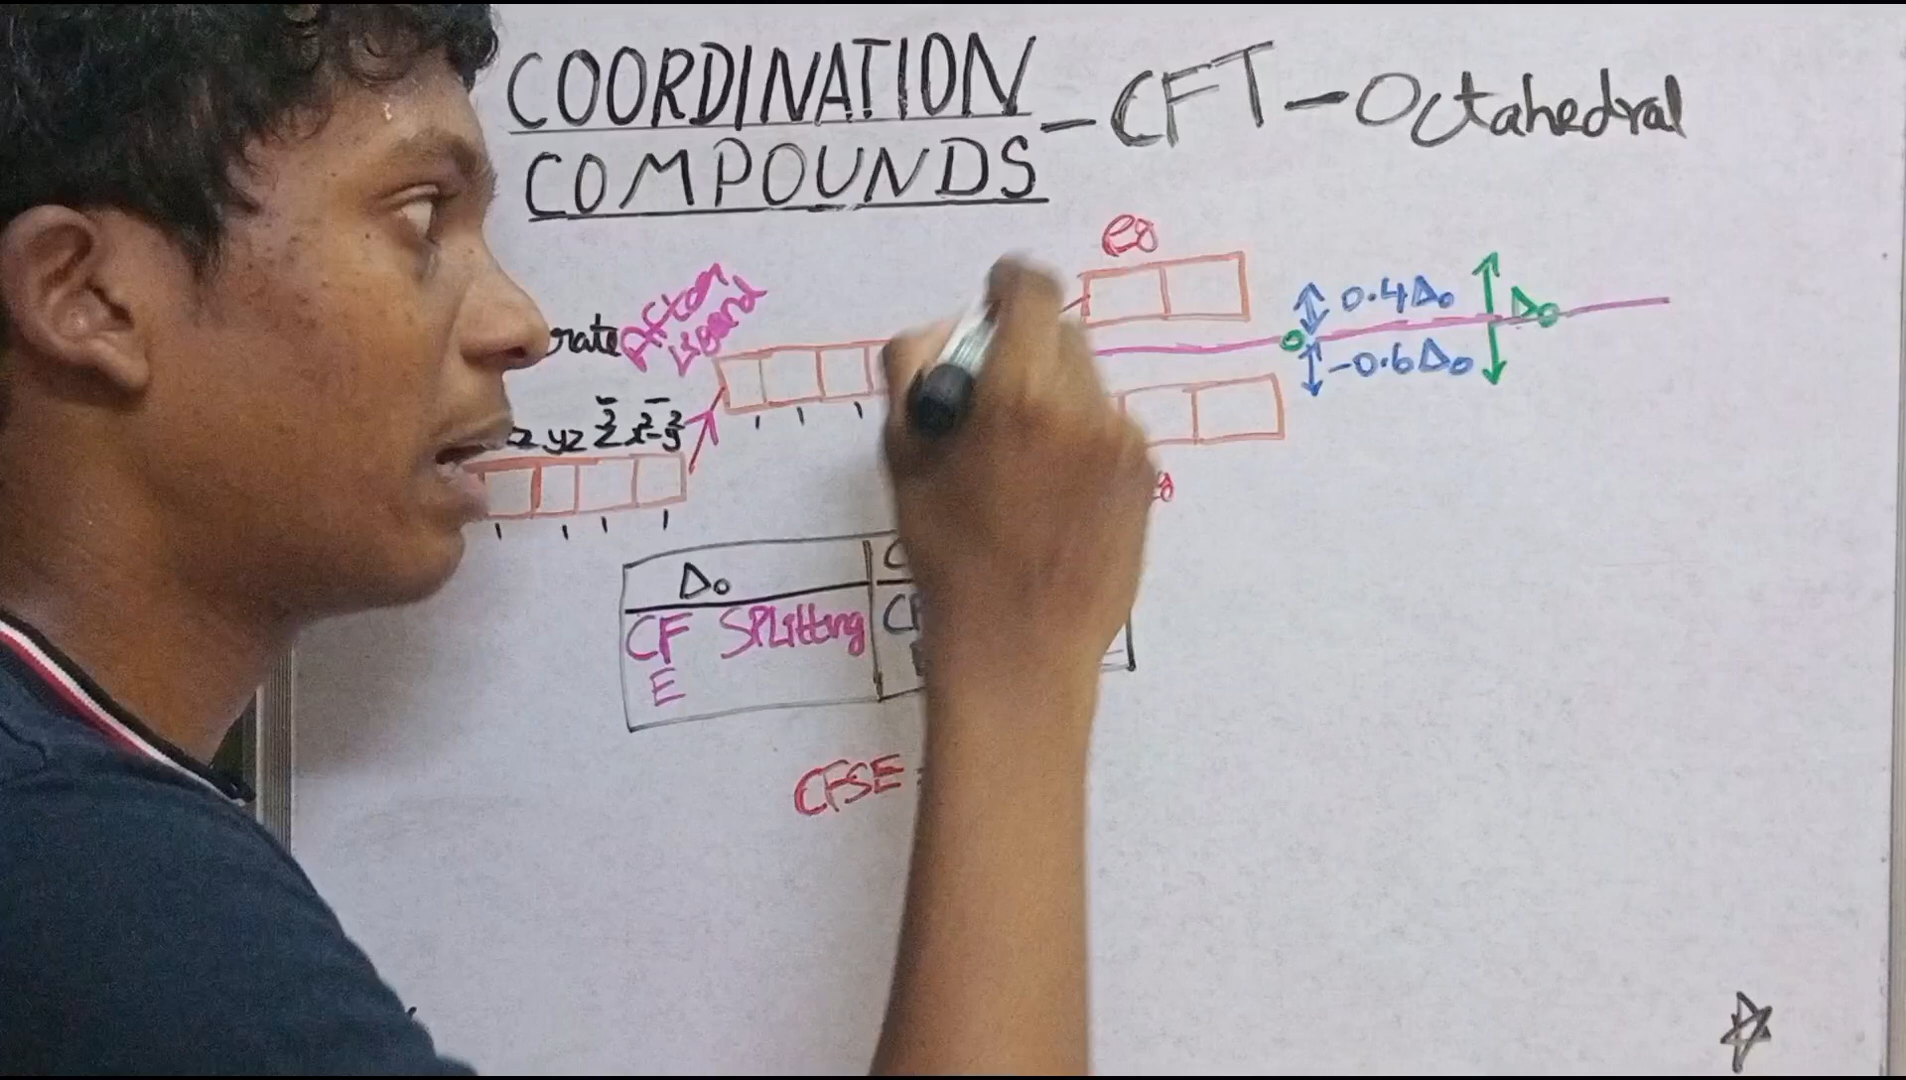 COORDINATION
COMPOUNDS - CFT - Octahedral
eg
rate
After
Ligand
0.4Δo
Δo
-0.6Δo
z yz z² x²-y²
g
Δo
C
CF SPLitting
E
CF
CFSE =